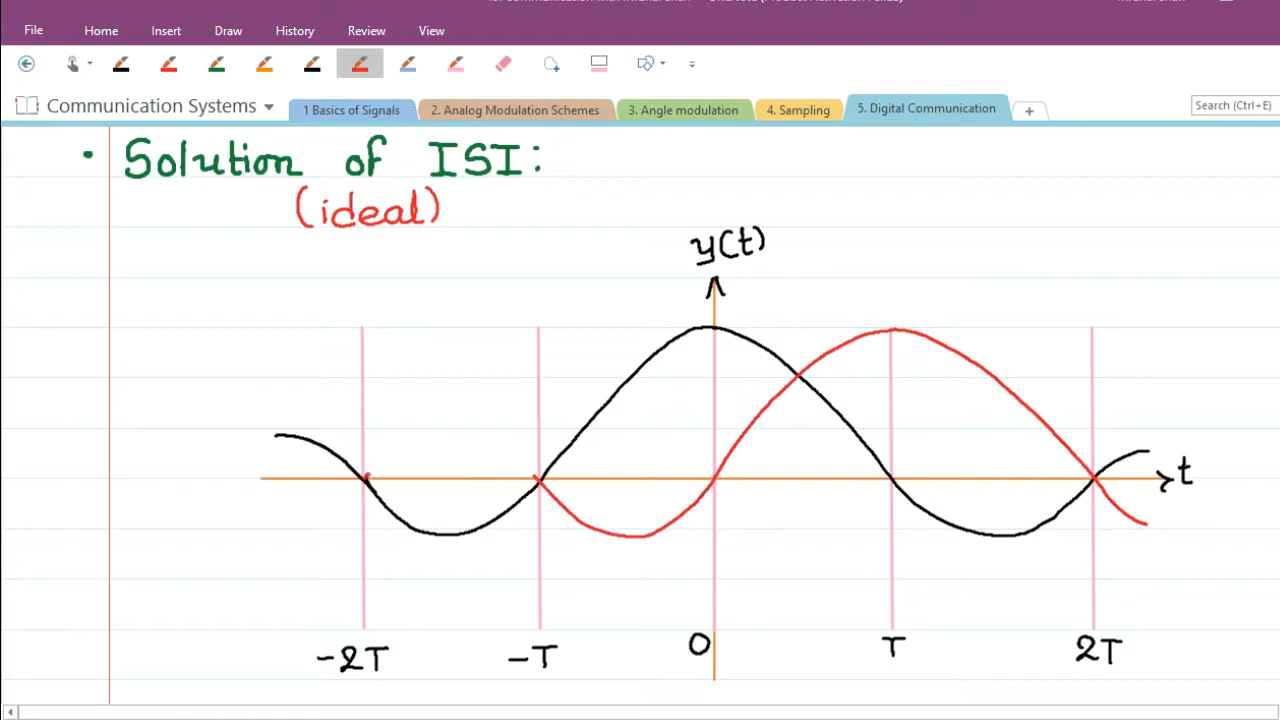 File Home Insert Draw History Review View
Communication Systems 1 Basics of Signals 2. Analog Modulation Schemes 3. Angle modulation 4. Sampling 5. Digital Communication + Search (Ctrl+E)
• Solution of ISI:
(ideal)
y(t)
t
-2T -T 0 T 2T